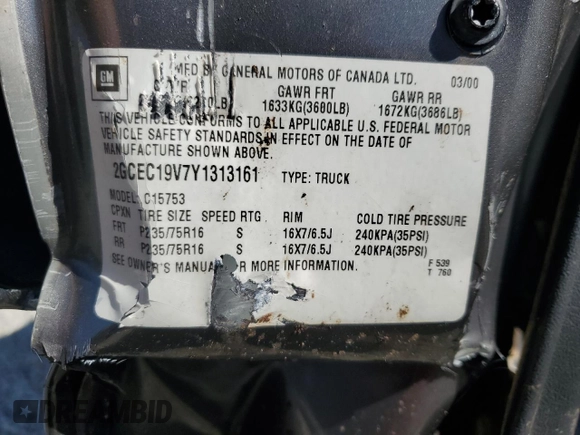 GM
MFD BY GENERAL MOTORS OF CANADA LTD. 03/00
GAWR FRT GAWR RR
1633KG(3600LB) 1672KG(3686LB)
THIS VEHICLE CONFORMS TO ALL APPLICABLE U.S. FEDERAL MOTOR
VEHICLE SAFETY STANDARDS IN EFFECT ON THE DATE OF
MANUFACTURE SHOWN ABOVE.
2GCEC19V7Y1313161 TYPE: TRUCK
MODEL: C15753
CPXN TIRE SIZE SPEED RTG RIM COLD TIRE PRESSURE
FRT P235/75R16 S 16X7/6.5J 240KPA(35PSI)
RR P235/75R16 S 16X7/6.5J 240KPA(35PSI)
SEE OWNER'S MANUAL FOR MORE INFORMATION.
F 539
T 760
DREAMBID